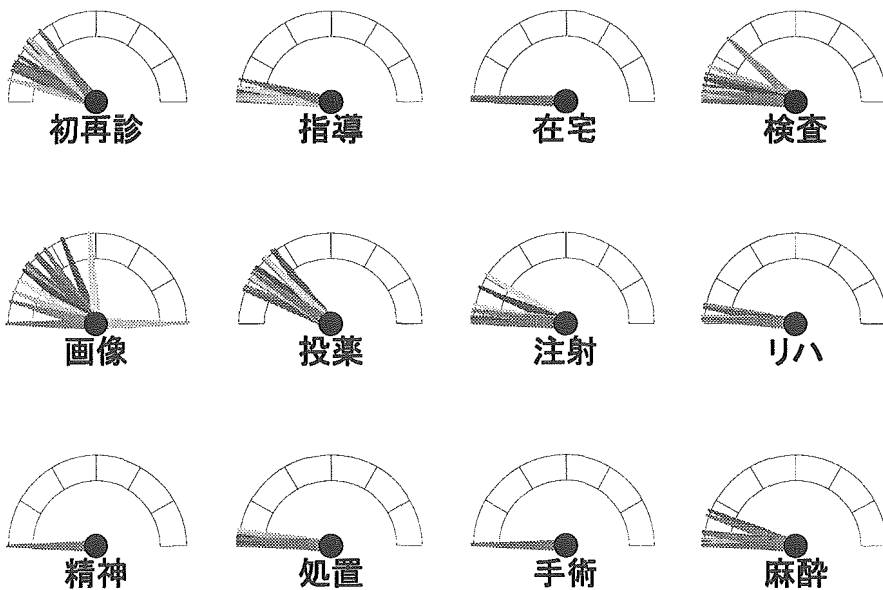 初再診 指導 在宅 検査
画像 投薬 注射 リハ
精神 処置 手術 麻酔